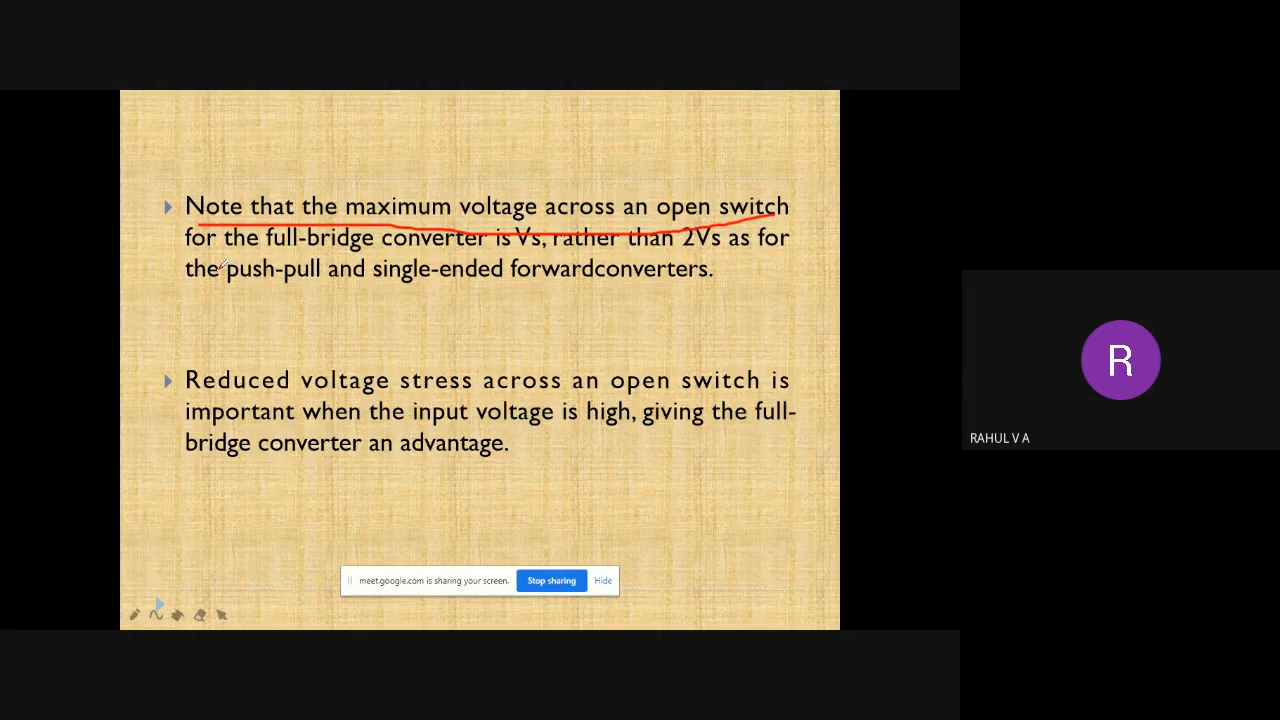 Note that the maximum voltage across an open switch
for the full-bridge converter is Vs, rather than 2Vs as for
the push-pull and single-ended forwardconverters.
Reduced voltage stress across an open switch is
important when the input voltage is high, giving the full-
bridge converter an advantage.
meet.google.com is sharing your screen. Stop sharing Hide
R
RAHUL V A